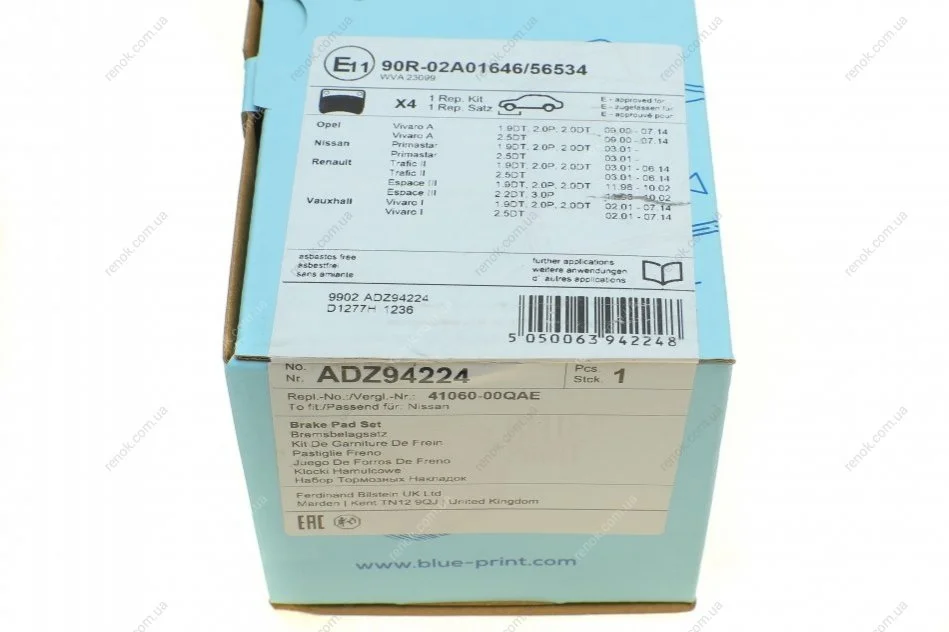 E11 90R-02A01646/56534
WVA 23099
X4 1 Rep. Kit
1 Rep. Satz
E - approved for
E - zugelassen für
E - approuvé pour
Opel Vivaro A 1.9DT, 2.0P, 2.0DT 09.00 - 07.14
Vivaro A 2.5DT 09.00 - 07.14
Nissan Primastar 1.9DT, 2.0P, 2.0DT 03.01 -
Primastar 2.5DT 03.01 -
Renault Trafic II 1.9DT, 2.0P, 2.0DT 03.01 - 06.14
Trafic II 2.5DT 03.01 - 06.14
Espace III 1.9DT, 2.0P, 2.0DT 11.98 - 10.02
Espace III 2.2DT, 3.0P - 10.02
Vauxhall Vivaro I 1.9DT, 2.0P, 2.0DT 02.01 - 07.14
Vivaro I 2.5DT 02.01 - 07.14
asbestos free
asbestfrei
sans amiante
further applications
weitere anwendungen
d' autres applications
9902 ADZ94224
D1277H 1236
5 050063 942248
No.
Nr. ADZ94224
Pcs.
Stck. 1
Repl.-No.:/Vergl.-Nr.: 41060-00QAE
To fit:/Passend für: Nissan
Brake Pad Set
Bremsbelagsatz
Kit De Garniture De Frein
Pastiglie Freno
Juego De Forros De Freno
Klocki Hamulcowe
Набор Тормозных Накладок
Ferdinand Bilstein UK Ltd
Marden | Kent TN12 9QJ | United Kingdom
EAC
www.blue-print.com
renok.com.ua